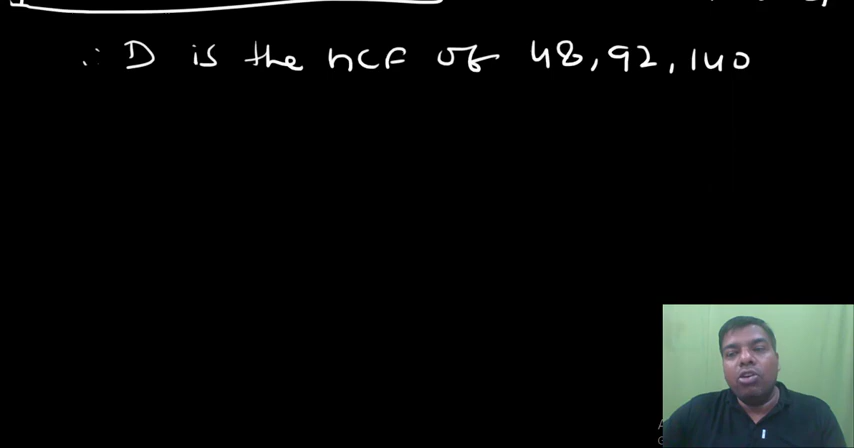 ∴ D is the HCF of 48, 92, 140